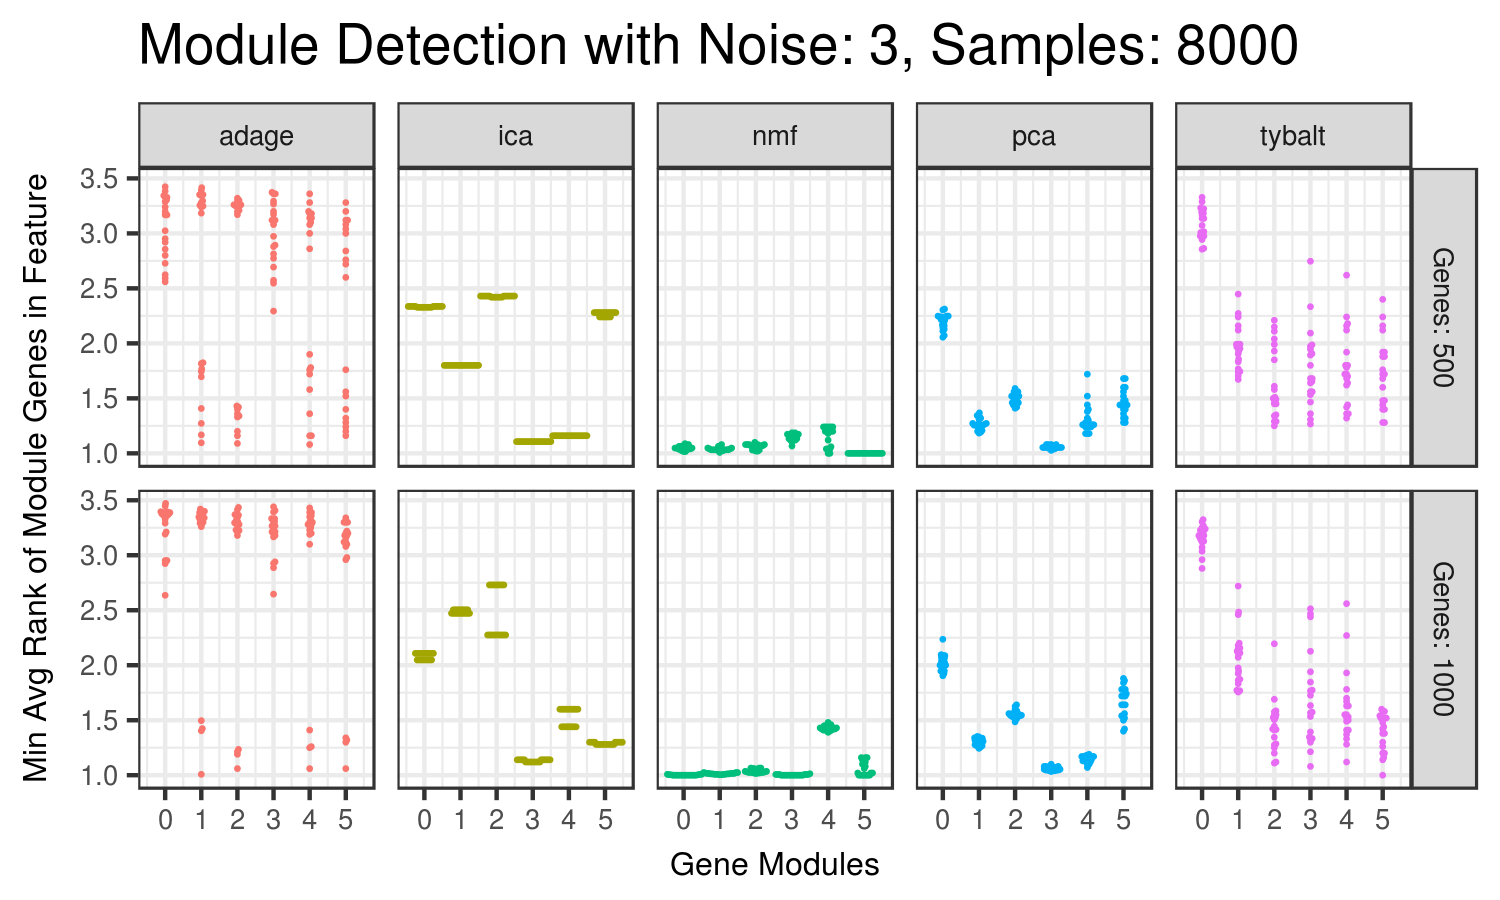 Module Detection with Noise: 3, Samples: 8000
adage ica nmf pca tybalt
Min Avg Rank of Module Genes in Feature
3.5
3.0
2.5
2.0
1.5
1.0
Genes: 500
3.5
3.0
2.5
2.0
1.5
1.0
Genes: 1000
0 1 2 3 4 5 0 1 2 3 4 5 0 1 2 3 4 5 0 1 2 3 4 5 0 1 2 3 4 5
Gene Modules